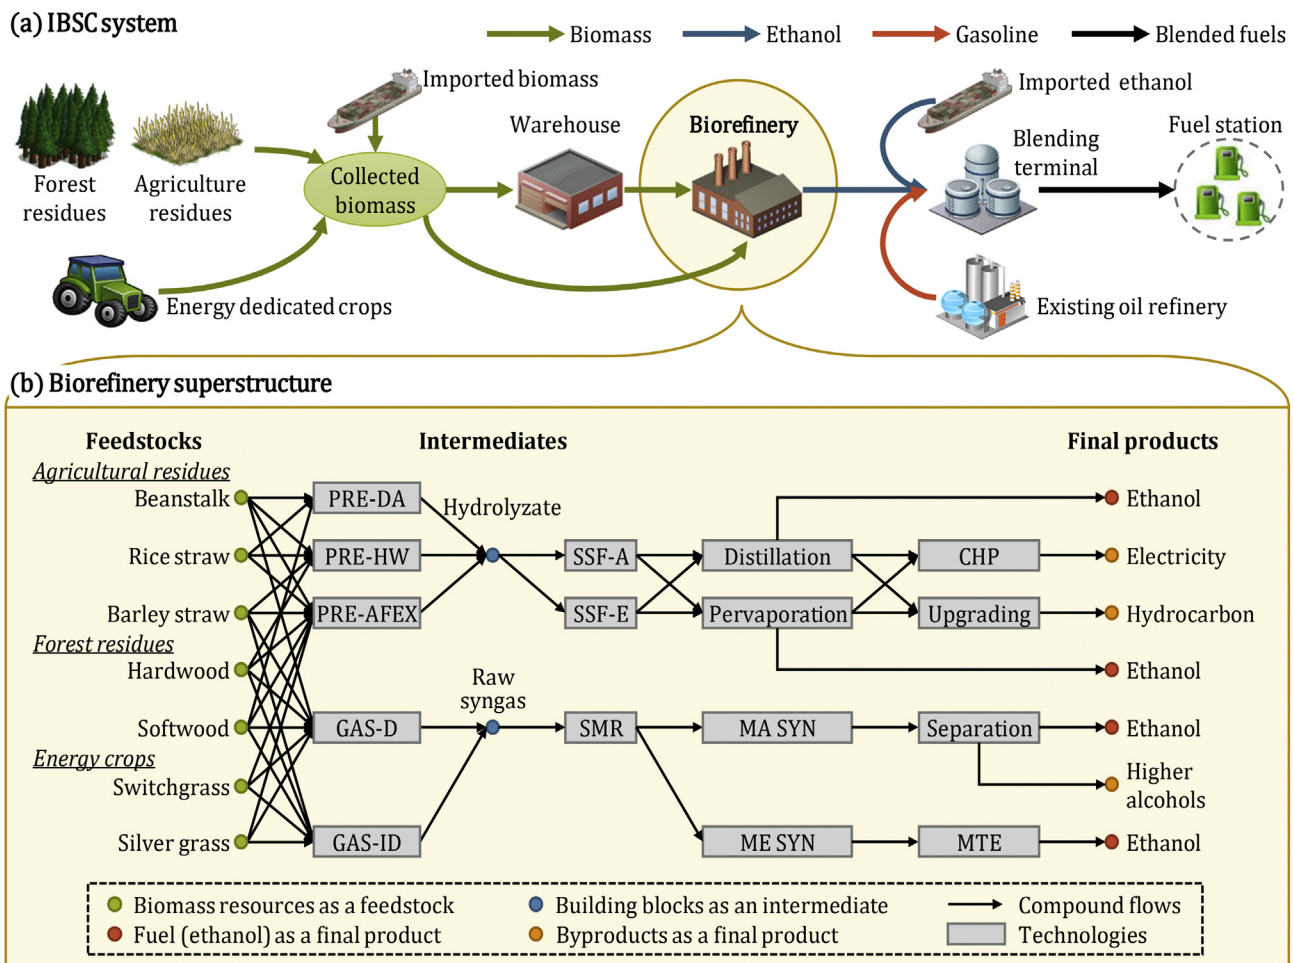 (a) IBSC system
Biomass
Ethanol
Gasoline
Blended fuels
Imported biomass
Imported ethanol
Warehouse
Biorefinery
Blending
terminal
Fuel station
Forest
residues
Agriculture
residues
Collected
biomass
Energy dedicated crops
Existing oil refinery
(b) Biorefinery superstructure
Feedstocks
Intermediates
Final products
Agricultural residues
Beanstalk
PRE-DA
Hydrolyzate
Ethanol
Rice straw
PRE-HW
SSF-A
Distillation
CHP
Electricity
Barley straw
PRE-AFEX
SSF-E
Pervaporation
Upgrading
Hydrocarbon
Forest residues
Hardwood
Raw
syngas
Ethanol
Softwood
GAS-D
SMR
MA SYN
Separation
Ethanol
Energy crops
Switchgrass
Higher
alcohols
Silver grass
GAS-ID
ME SYN
MTE
Ethanol
Biomass resources as a feedstock
Building blocks as an intermediate
Compound flows
Fuel (ethanol) as a final product
Byproducts as a final product
Technologies